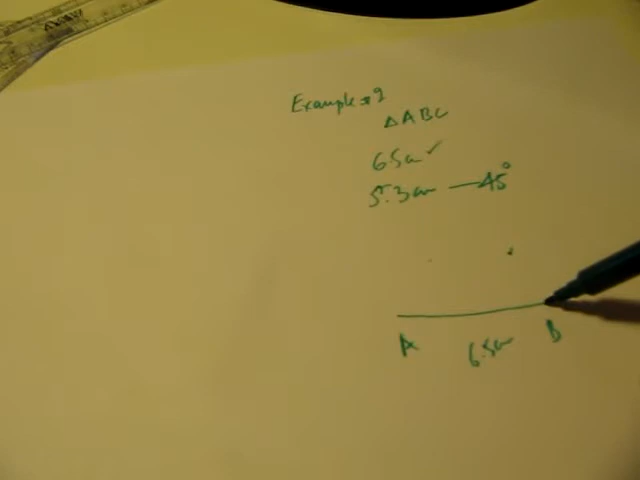 Example 9
△ABC
6.5cm ✓
5.3cm — 45°
A
6.5cm
B